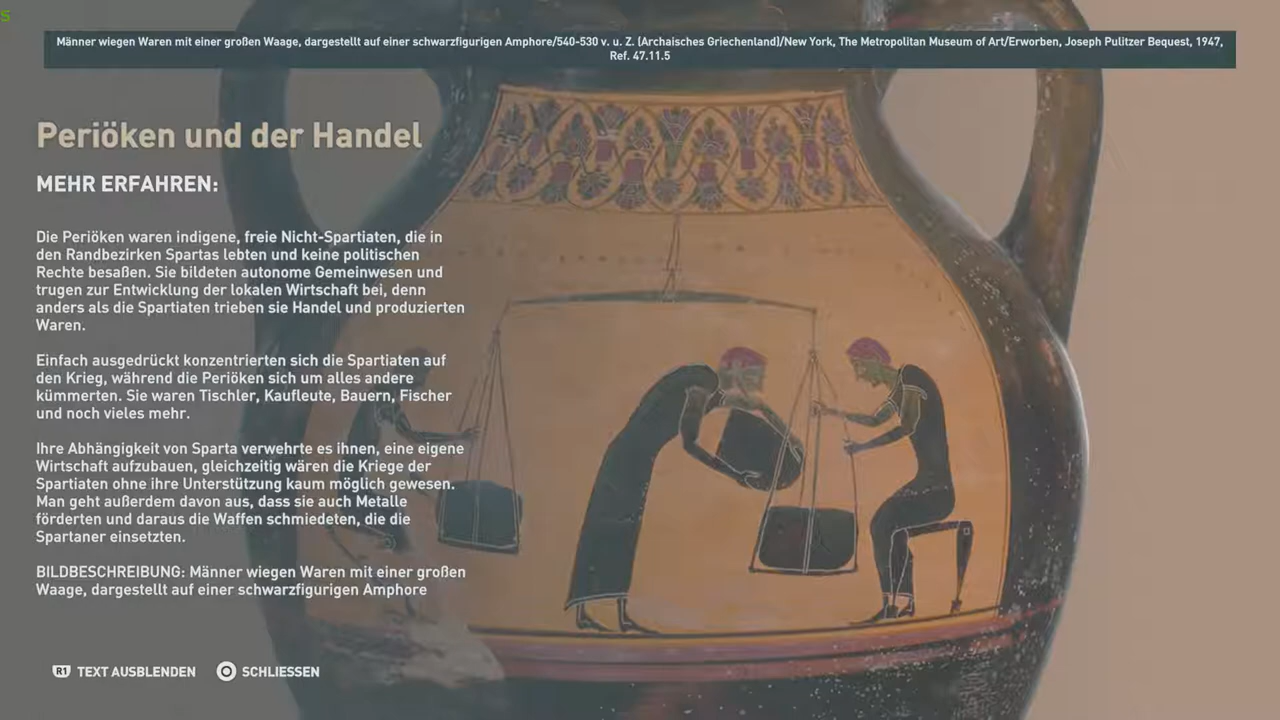 S
Männer wiegen Waren mit einer großen Waage, dargestellt auf einer schwarzfigurigen Amphore/540-530 v. u. Z. (Archaisches Griechenland)/New York, The Metropolitan Museum of Art/Erworben, Joseph Pulitzer Bequest, 1947,
Ref. 47.11.5
Periöken und der Handel
MEHR ERFAHREN:
Die Periöken waren indigene, freie Nicht-Spartiaten, die in
den Randbezirken Spartas lebten und keine politischen
Rechte besaßen. Sie bildeten autonome Gemeinwesen und
trugen zur Entwicklung der lokalen Wirtschaft bei, denn
anders als die Spartiaten trieben sie Handel und produzierten
Waren.
Einfach ausgedrückt konzentrierten sich die Spartiaten auf
den Krieg, während die Periöken sich um alles andere
kümmerten. Sie waren Tischler, Kaufleute, Bauern, Fischer
und noch vieles mehr.
Ihre Abhängigkeit von Sparta verwehrte es ihnen, eine eigene
Wirtschaft aufzubauen, gleichzeitig wären die Kriege der
Spartiaten ohne ihre Unterstützung kaum möglich gewesen.
Man geht außerdem davon aus, dass sie auch Metalle
förderten und daraus die Waffen schmiedeten, die die
Spartaner einsetzten.
BILDBESCHREIBUNG: Männer wiegen Waren mit einer großen
Waage, dargestellt auf einer schwarzfigurigen Amphore
R1 TEXT AUSBLENDEN SCHLIESSEN